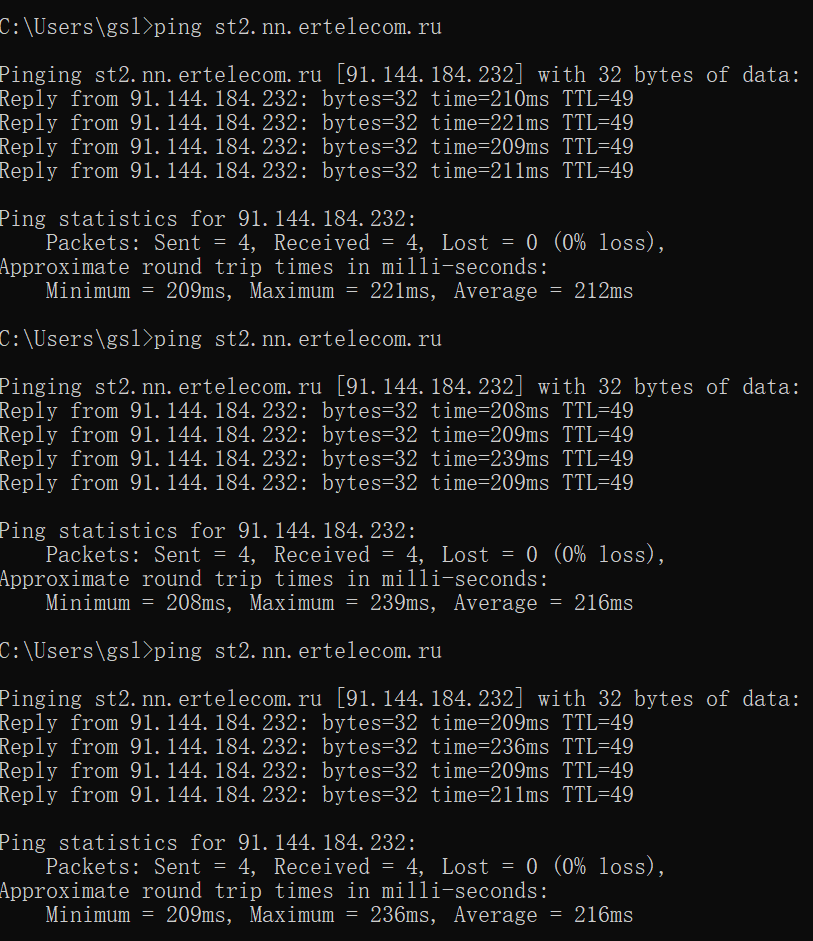 C:\Users\gsl>ping st2.nn.ertelecom.ru
Pinging st2.nn.ertelecom.ru [91.144.184.232] with 32 bytes of data:
Reply from 91.144.184.232: bytes=32 time=210ms TTL=49
Reply from 91.144.184.232: bytes=32 time=221ms TTL=49
Reply from 91.144.184.232: bytes=32 time=209ms TTL=49
Reply from 91.144.184.232: bytes=32 time=211ms TTL=49
Ping statistics for 91.144.184.232:
    Packets: Sent = 4, Received = 4, Lost = 0 (0% loss),
Approximate round trip times in milli-seconds:
    Minimum = 209ms, Maximum = 221ms, Average = 212ms
C:\Users\gsl>ping st2.nn.ertelecom.ru
Pinging st2.nn.ertelecom.ru [91.144.184.232] with 32 bytes of data:
Reply from 91.144.184.232: bytes=32 time=208ms TTL=49
Reply from 91.144.184.232: bytes=32 time=209ms TTL=49
Reply from 91.144.184.232: bytes=32 time=239ms TTL=49
Reply from 91.144.184.232: bytes=32 time=209ms TTL=49
Ping statistics for 91.144.184.232:
    Packets: Sent = 4, Received = 4, Lost = 0 (0% loss),
Approximate round trip times in milli-seconds:
    Minimum = 208ms, Maximum = 239ms, Average = 216ms
C:\Users\gsl>ping st2.nn.ertelecom.ru
Pinging st2.nn.ertelecom.ru [91.144.184.232] with 32 bytes of data:
Reply from 91.144.184.232: bytes=32 time=209ms TTL=49
Reply from 91.144.184.232: bytes=32 time=236ms TTL=49
Reply from 91.144.184.232: bytes=32 time=209ms TTL=49
Reply from 91.144.184.232: bytes=32 time=211ms TTL=49
Ping statistics for 91.144.184.232:
    Packets: Sent = 4, Received = 4, Lost = 0 (0% loss),
Approximate round trip times in milli-seconds:
    Minimum = 209ms, Maximum = 236ms, Average = 216ms